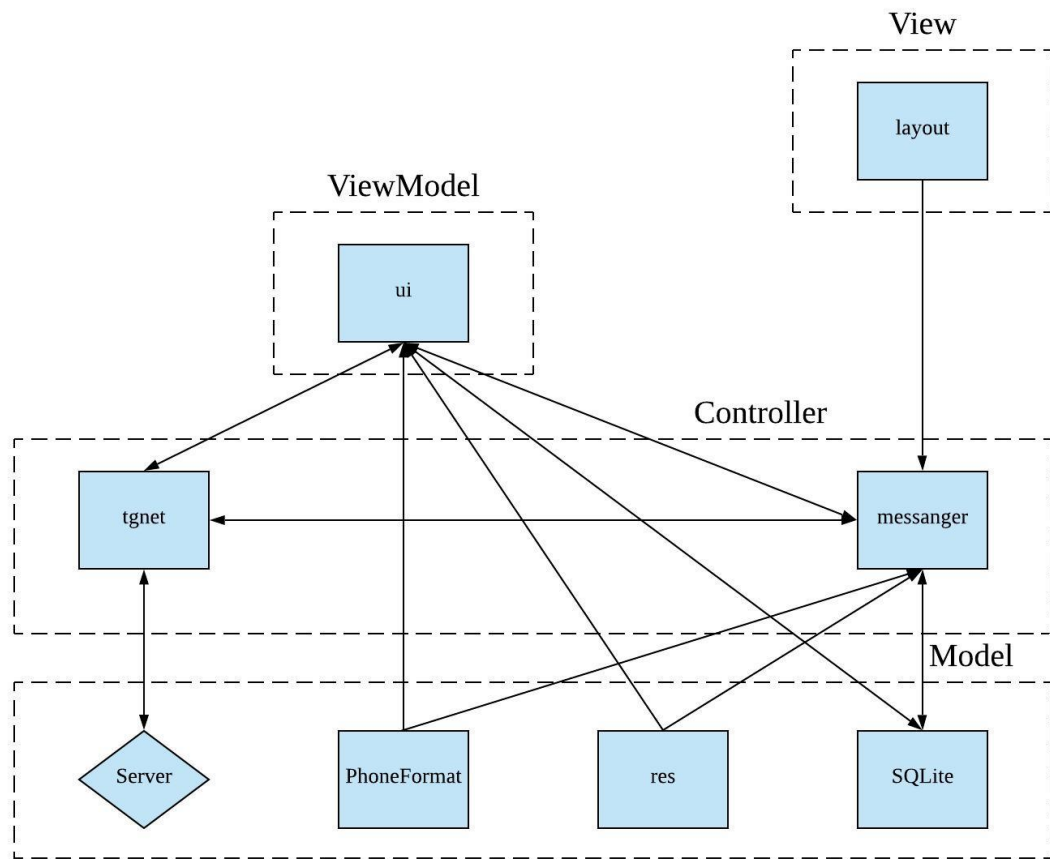 View
layout
ViewModel
ui
Controller
tgnet
messanger
Model
Server
PhoneFormat
res
SQLite